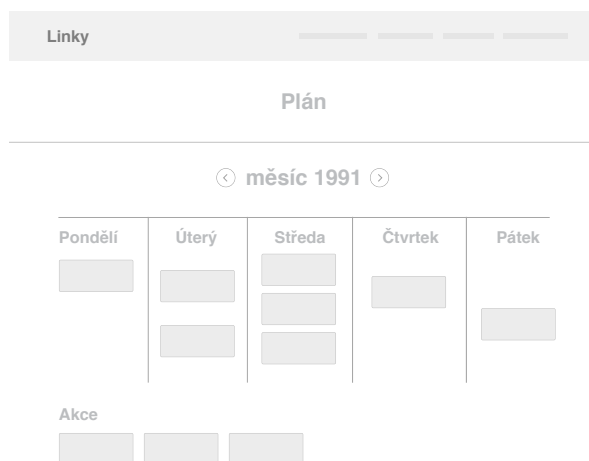 Linky
Plán
měsíc 1991
Pondělí Úterý Středa Čtvrtek Pátek
Akce